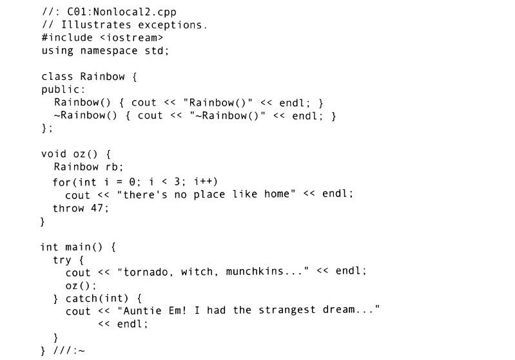 //: C01:Nonlocal2.cpp
// Illustrates exceptions.
#include <iostream>
using namespace std;

class Rainbow {
public:
  Rainbow() { cout << "Rainbow()" << endl; }
  ~Rainbow() { cout << "~Rainbow()" << endl; }
};

void oz() {
  Rainbow rb;
  for(int i = 0; i < 3; i++)
    cout << "there's no place like home" << endl;
  throw 47;
}

int main() {
  try {
    cout << "tornado, witch, munchkins..." << endl;
    oz();
  } catch(int) {
    cout << "Auntie Em! I had the strangest dream..."
         << endl;
  }
} ///:~